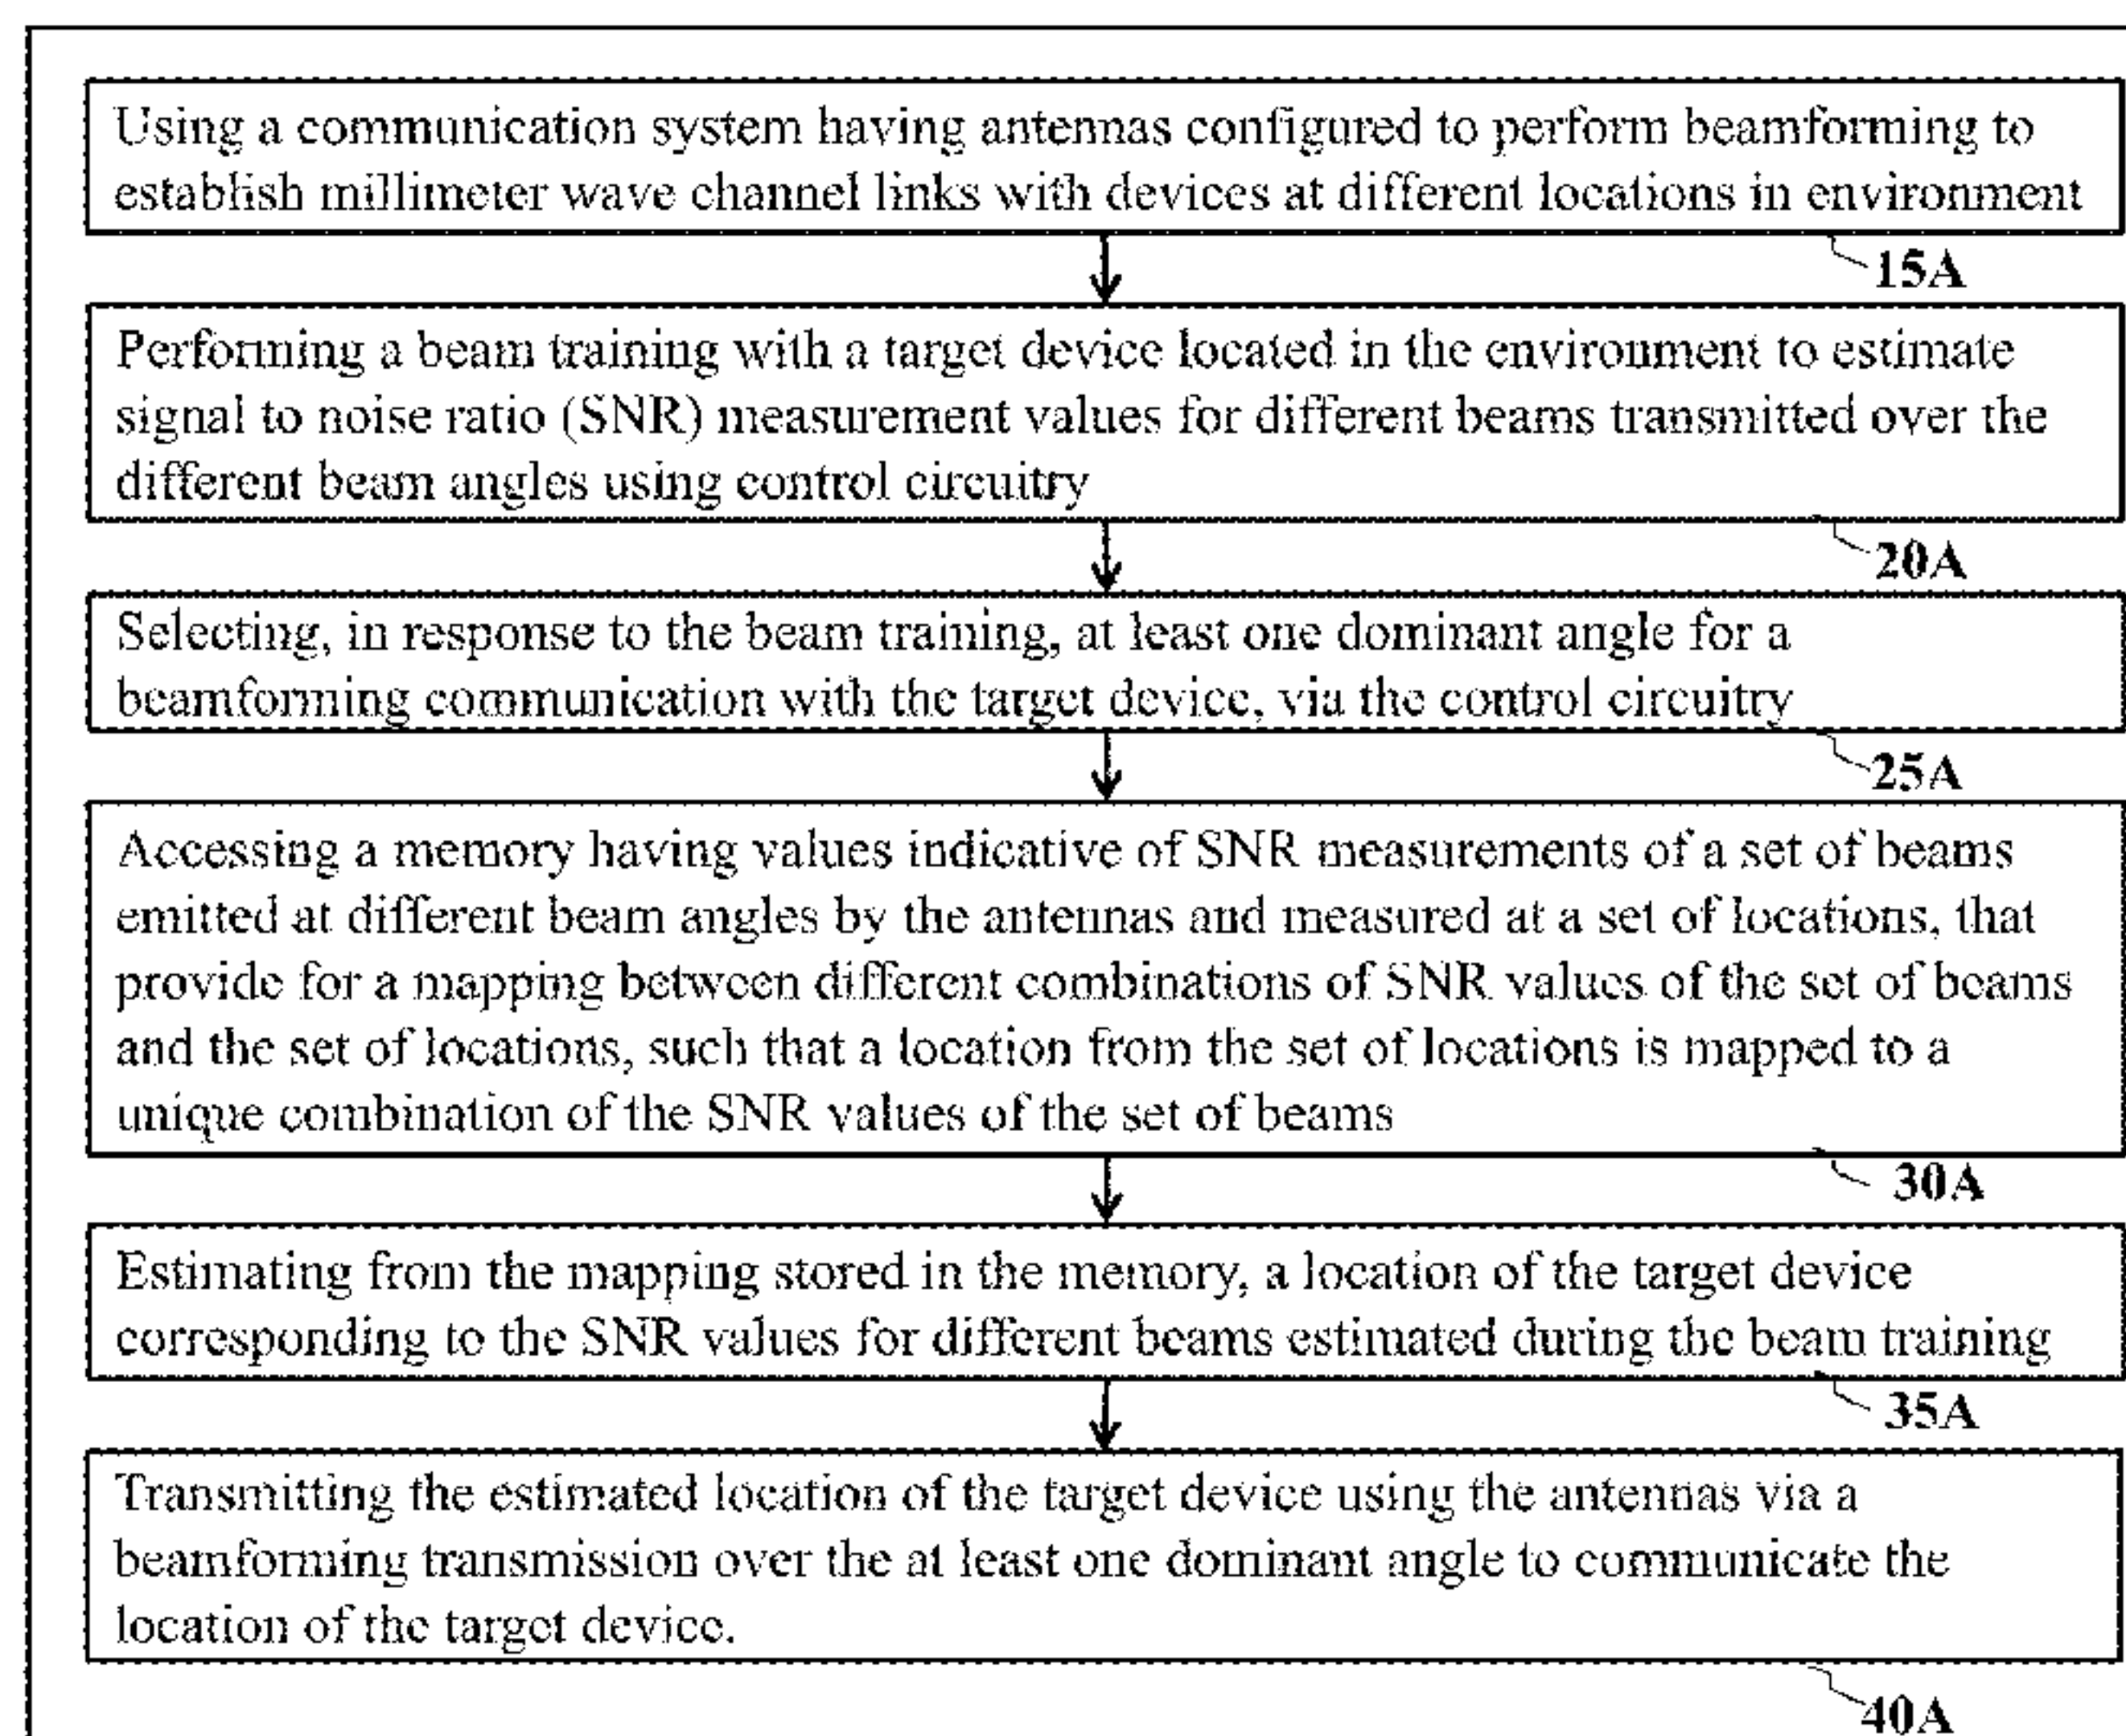 Using a communication system having antennas configured to perform beamforming to
establish millimeter wave channel links with devices at different locations in environment
15A
Performing a beam training with a target device located in the environment to estimate
signal to noise ratio (SNR) measurement values for different beams transmitted over the
different beam angles using control circuitry
20A
Selecting, in response to the beam training, at least one dominant angle for a
beamforming communication with the target device, via the control circuitry
25A
Accessing a memory having values indicative of SNR measurements of a set of beams
emitted at different beam angles by the antennas and measured at a set of locations, that
provide for a mapping between different combinations of SNR values of the set of beams
and the set of locations, such that a location from the set of locations is mapped to a
unique combination of the SNR values of the set of beams
30A
Estimating from the mapping stored in the memory, a location of the target device
corresponding to the SNR values for different beams estimated during the beam training
35A
Transmitting the estimated location of the target device using the antennas via a
beamforming transmission over the at least one dominant angle to communicate the
location of the target device.
40A